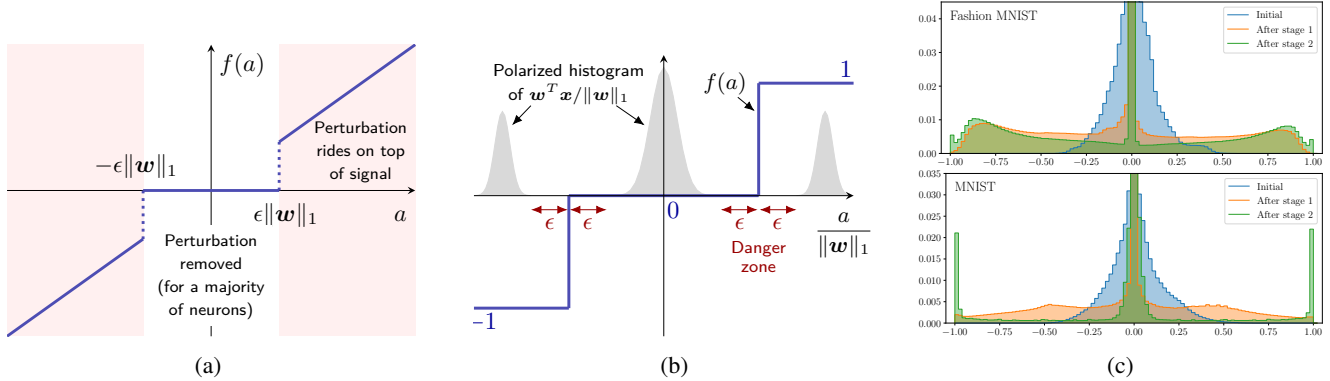 f(a)
−ϵ‖w‖₁
Perturbation
rides on top
of signal
ϵ‖w‖₁
a
Perturbation
removed
(for a majority
of neurons)
(a)
Polarized histogram
of wᵀx/‖w‖₁
f(a)
1
0
ϵ ϵ ϵ ϵ
a
‖w‖₁
Danger
zone
−1
(b)
Fashion MNIST
Initial
After stage 1
After stage 2
0.04
0.03
0.02
0.01
0.00
−1.00 −0.75 −0.50 −0.25 0.00 0.25 0.50 0.75 1.00
MNIST
Initial
After stage 1
After stage 2
0.035
0.030
0.025
0.020
0.015
0.010
0.005
0.000
−1.00 −0.75 −0.50 −0.25 0.00 0.25 0.50 0.75 1.00
(c)